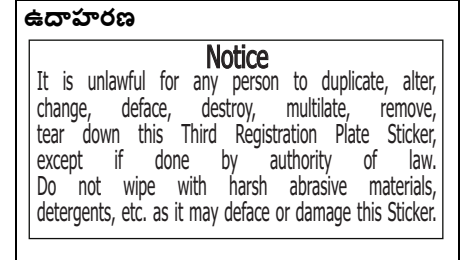 ఉదాహరణ
Notice
It is unlawful for any person to duplicate, alter,
change, deface, destroy, multilate, remove,
tear down this Third Registration Plate Sticker,
except if done by authority of law.
Do not wipe with harsh abrasive materials,
detergents, etc. as it may deface or damage this Sticker.